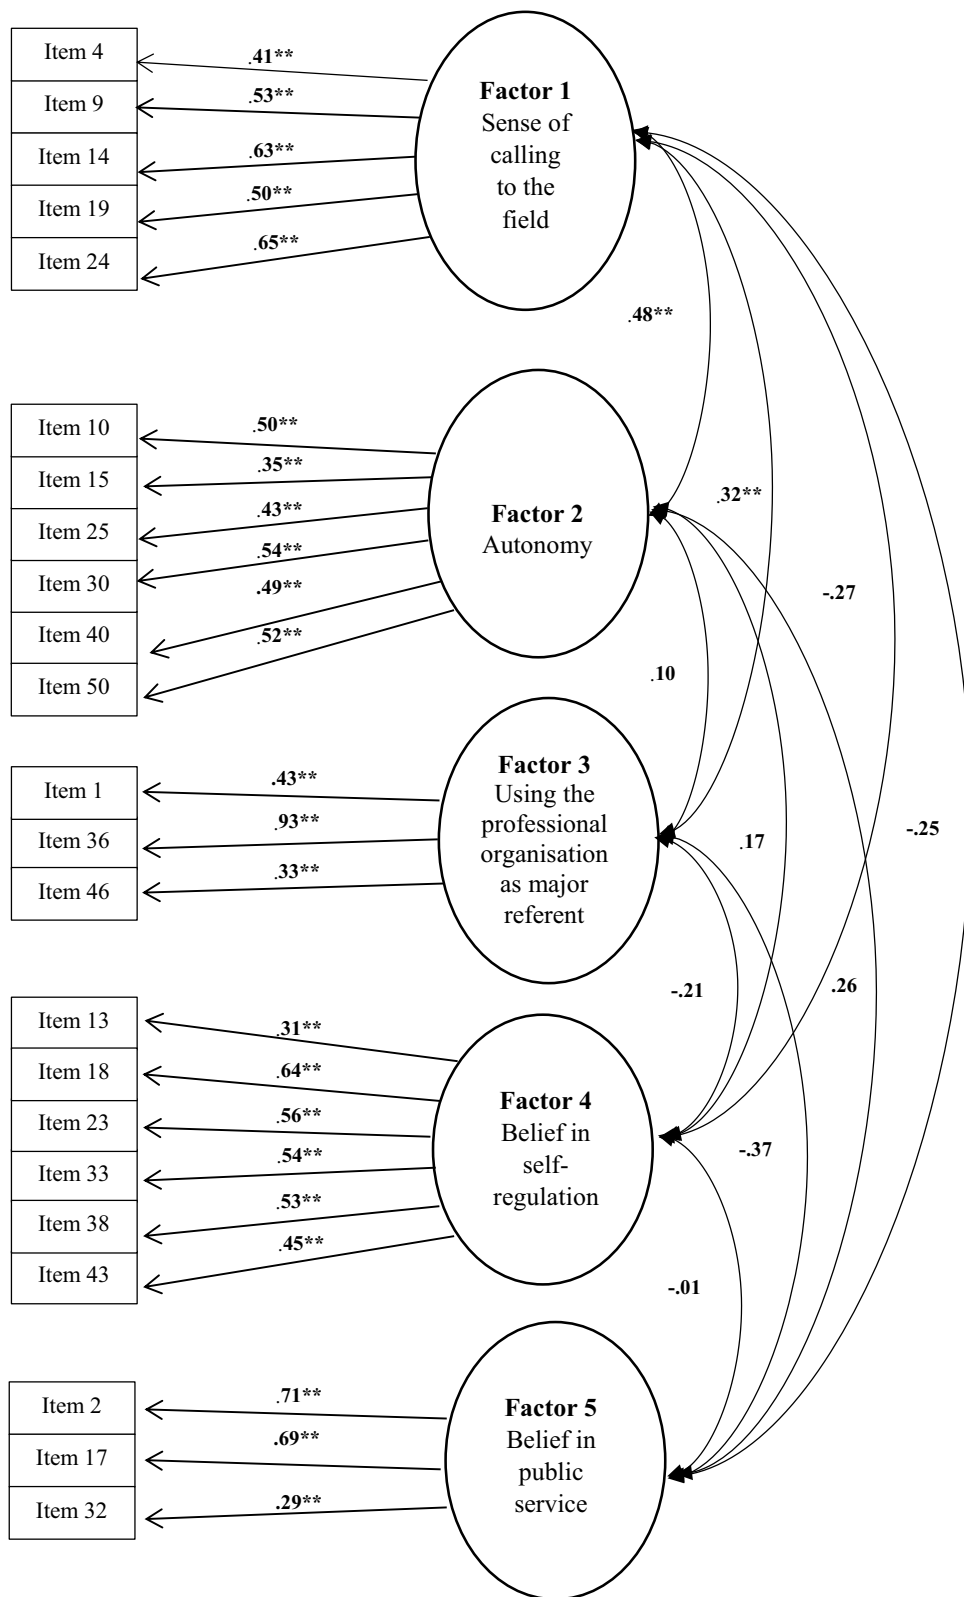 Item 4
Item 9
Item 14
Item 19
Item 24
.41**
.53**
.63**
.50**
.65**
Factor 1
Sense of
calling
to the
field
.48**
Item 10
Item 15
Item 25
Item 30
Item 40
Item 50
.50**
.35**
.43**
.54**
.49**
.52**
Factor 2
Autonomy
.32**
-.27
.10
Item 1
Item 36
Item 46
.43**
.93**
.33**
Factor 3
Using the
professional
organisation
as major
referent
.17
-.25
-.21
.26
Item 13
Item 18
Item 23
Item 33
Item 38
Item 43
.31**
.64**
.56**
.54**
.53**
.45**
Factor 4
Belief in
self-
regulation
-.37
-.01
Item 2
Item 17
Item 32
.71**
.69**
.29**
Factor 5
Belief in
public
service